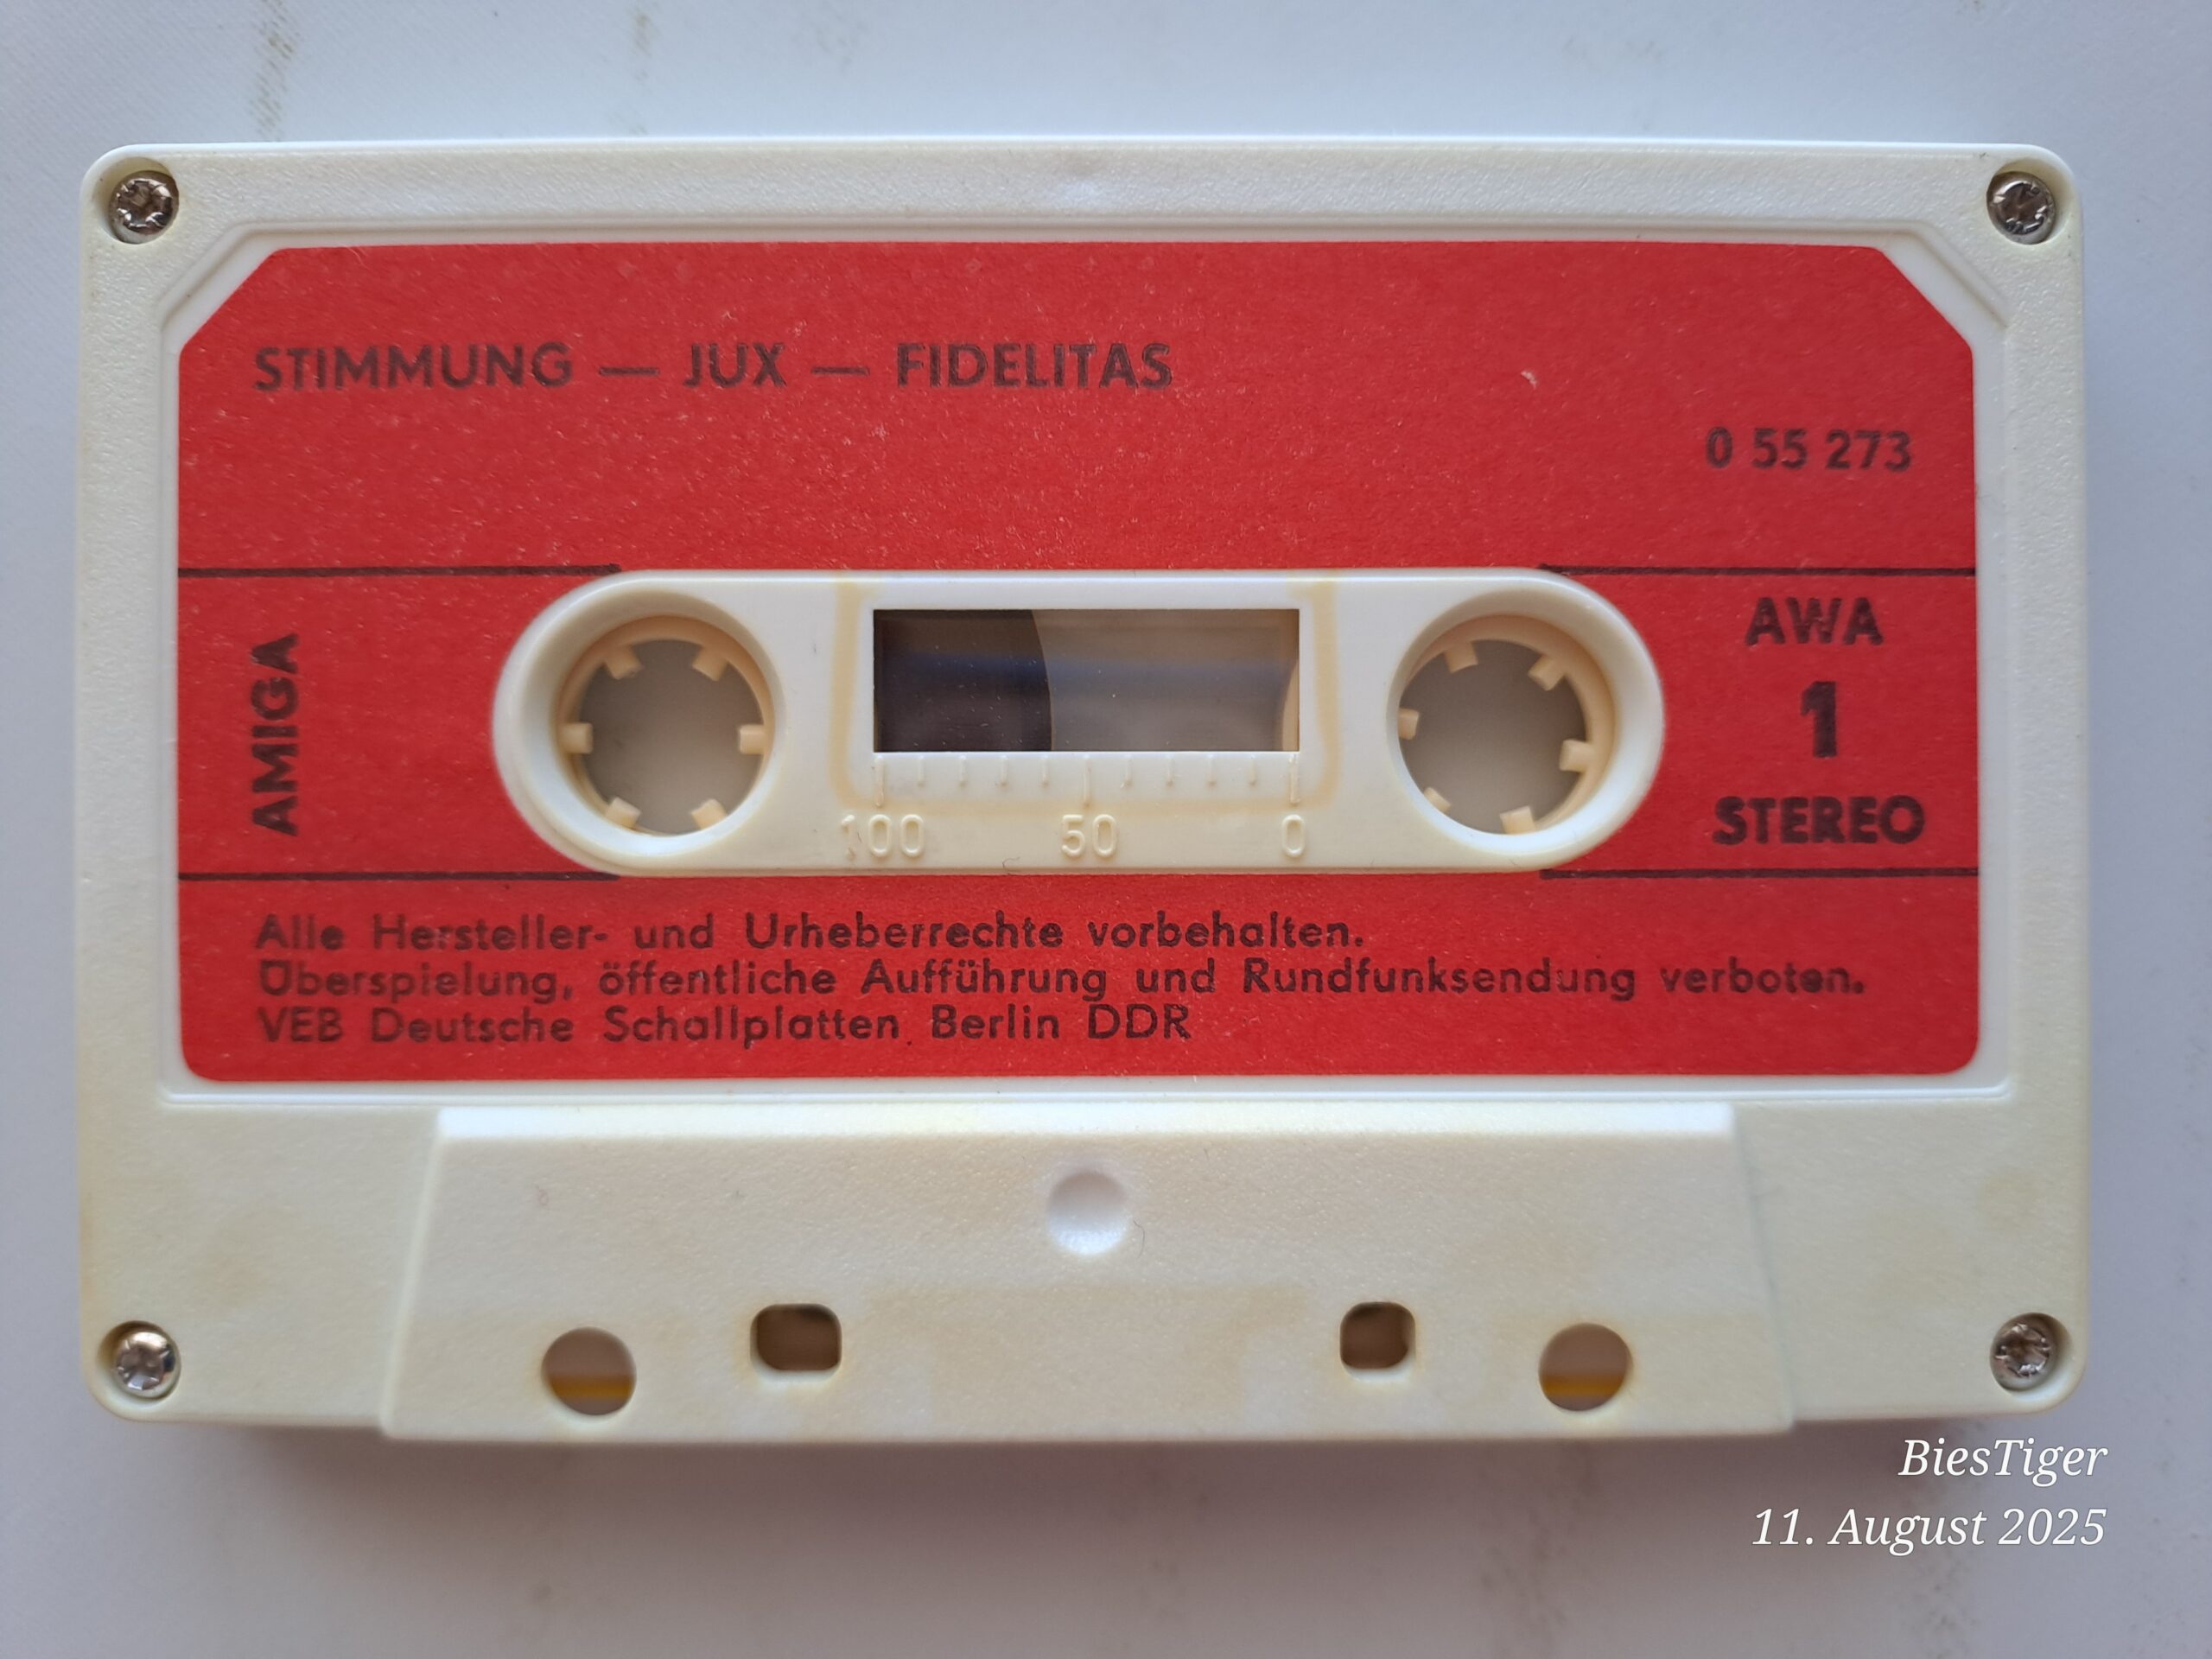 STIMMUNG — JUX — FIDELITAS
0 55 273
AMIGA
AWA
1
STEREO
100 50 0
Alle Hersteller- und Urheberrechte vorbehalten.
Überspielung, öffentliche Aufführung und Rundfunksendung verboten.
VEB Deutsche Schallplatten Berlin DDR
BiesTiger
11. August 2025